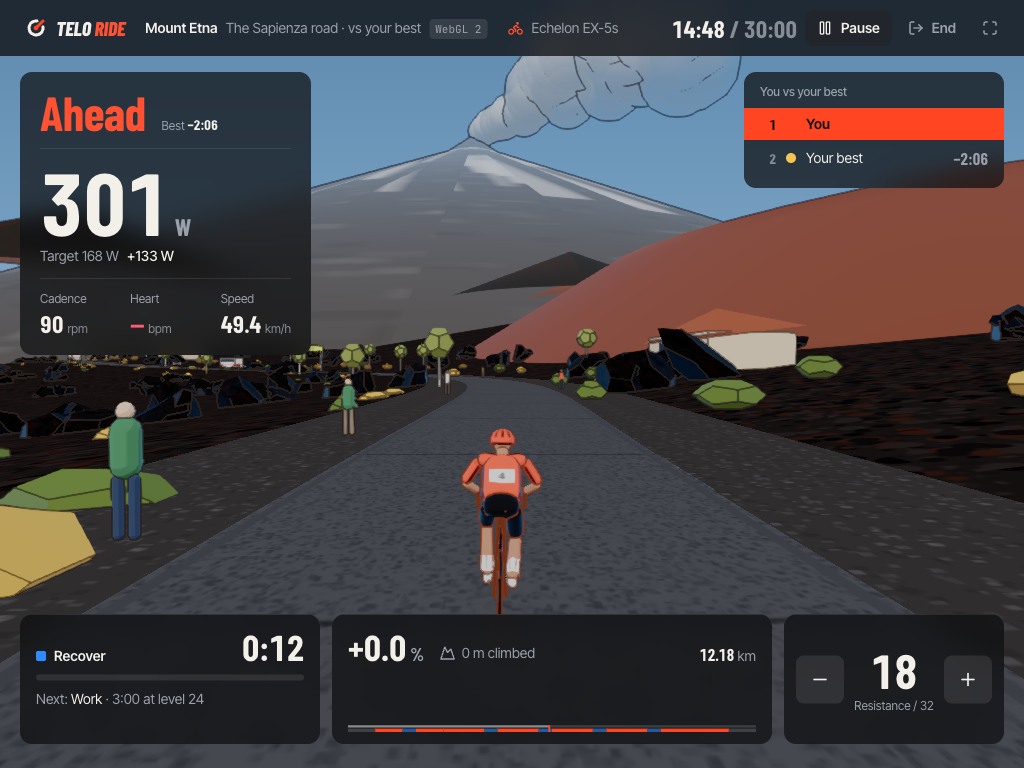 TELO RIDE Mount Etna The Sapienza road · vs your best WebGL 2 Echelon EX-5s 14:48 / 30:00 Pause End
Ahead Best −2:06
301 W
Target 168 W +133 W
Cadence Heart Speed
90 rpm — bpm 49.4 km/h
You vs your best
1 You
2 Your best −2:06
4
Recover 0:12
Next: Work · 3:00 at level 24
+0.0 % 0 m climbed 12.18 km
− 18 +
Resistance / 32